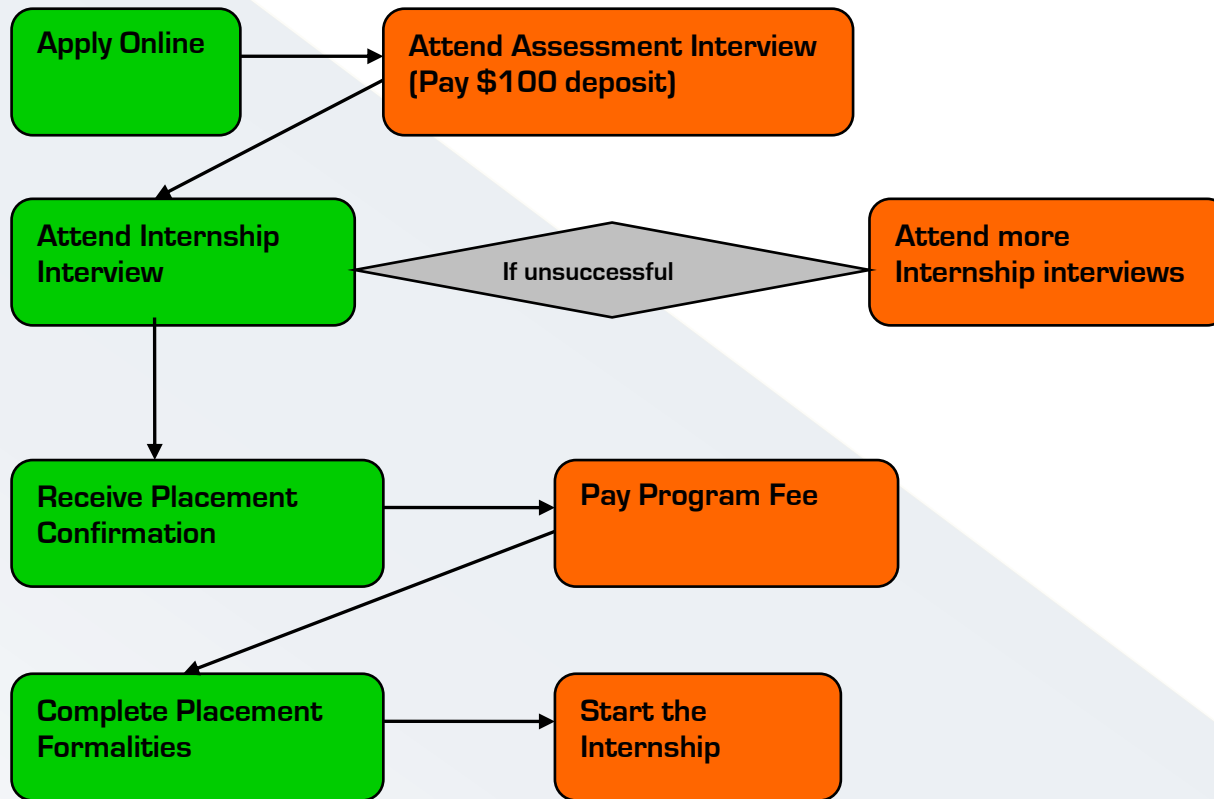 Apply Online
Attend Assessment Interview
(Pay $100 deposit)
Attend Internship
Interview
If unsuccessful
Attend more
Internship interviews
Receive Placement
Confirmation
Pay Program Fee
Complete Placement
Formalities
Start the
Internship